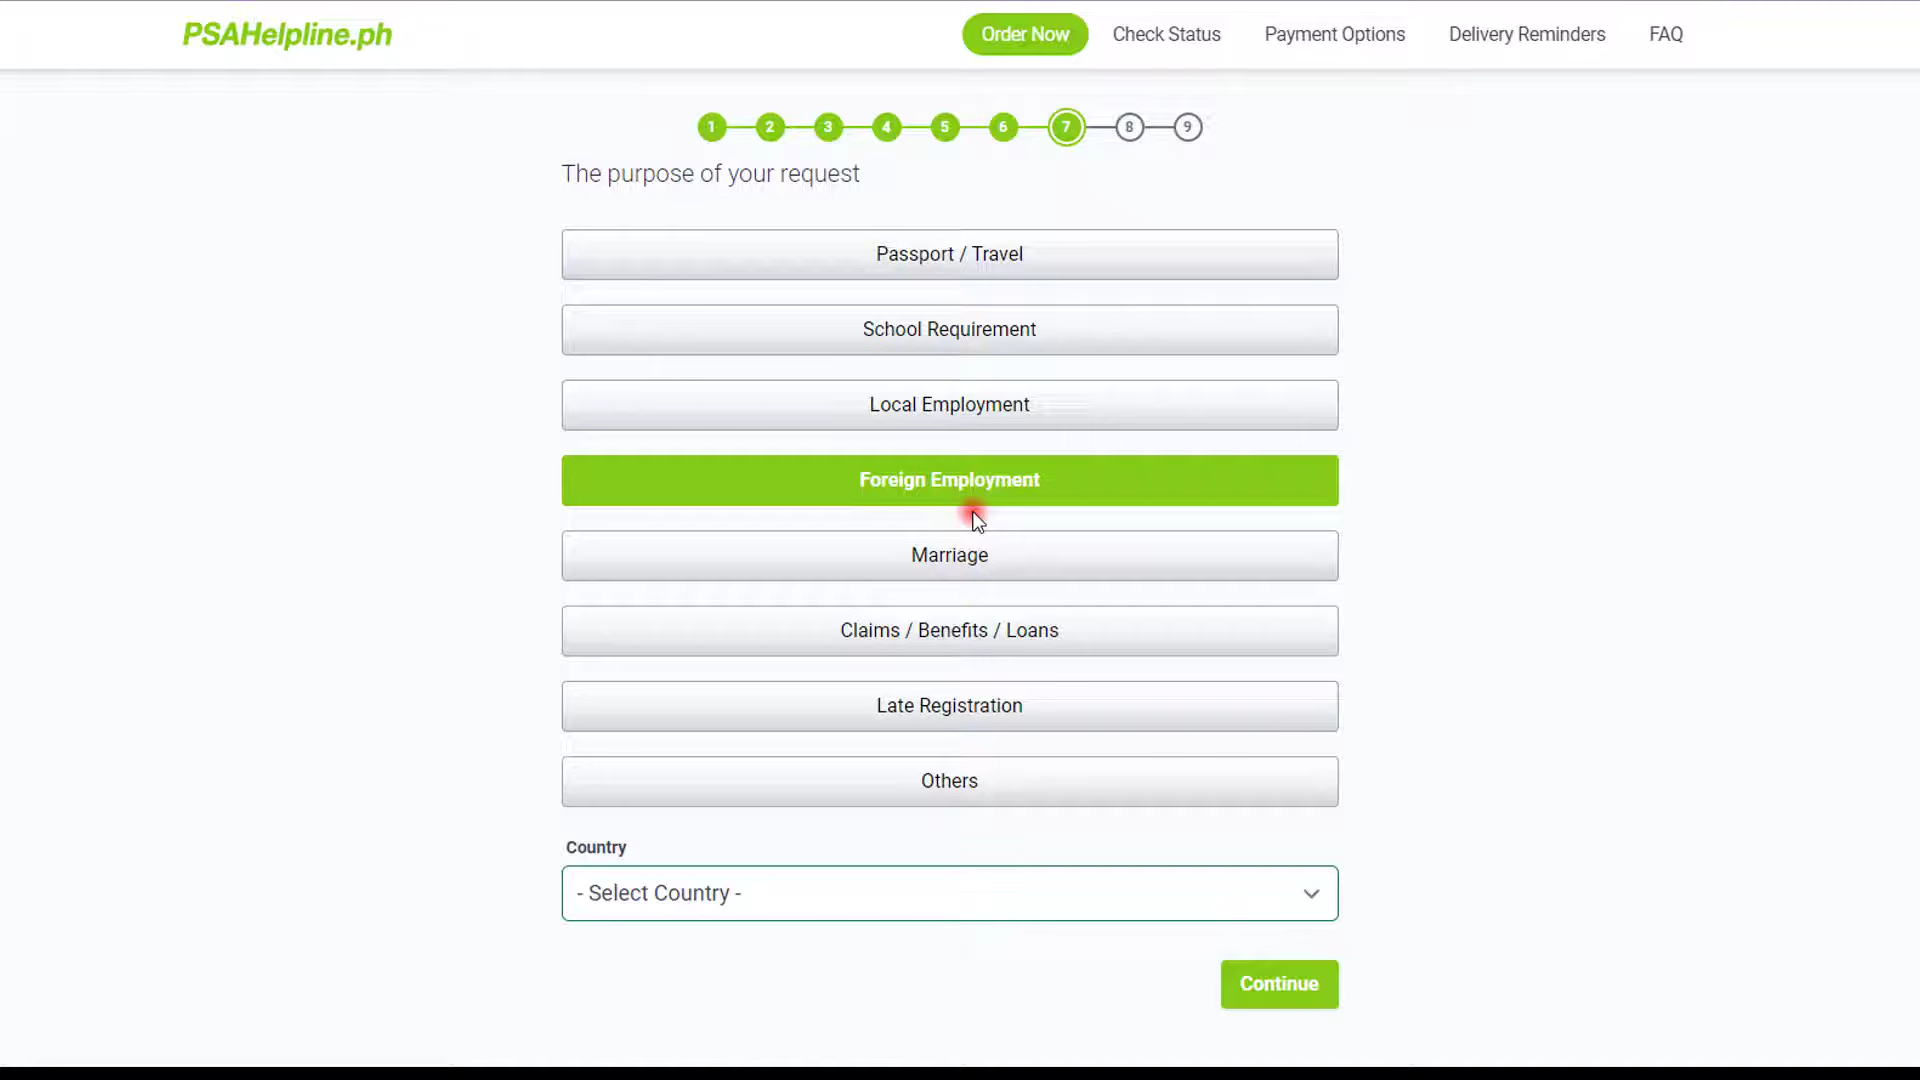 PSAHelpline.ph
Order Now
Check Status
Payment Options
Delivery Reminders
FAQ
1 2 3 4 5 6 7 8 9
The purpose of your request
Passport / Travel
School Requirement
Local Employment
Foreign Employment
Marriage
Claims / Benefits / Loans
Late Registration
Others
Country
- Select Country -
Continue